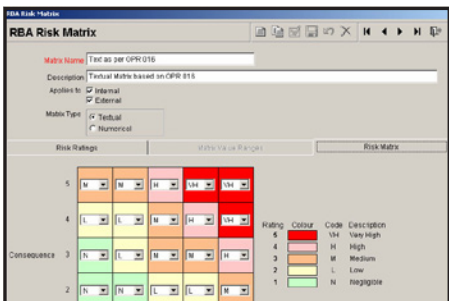 RBA Risk Matrix
RBA Risk Matrix
Matrix Name Text as per OPR 016
Description Textual Matrix based on OPR 016
Applies to Internal
External
Matrix Type Textual
Numerical
Risk Ratings Matrix Value Ranges Risk Matrix
5 M M H VH VH
4 L L M H VH
Rating Colour Code Description
5 VH Very High
4 H High
Consequence 3 N L M M H
3 M Medium
2 L Low
1 N Negligible
2 N N L L M